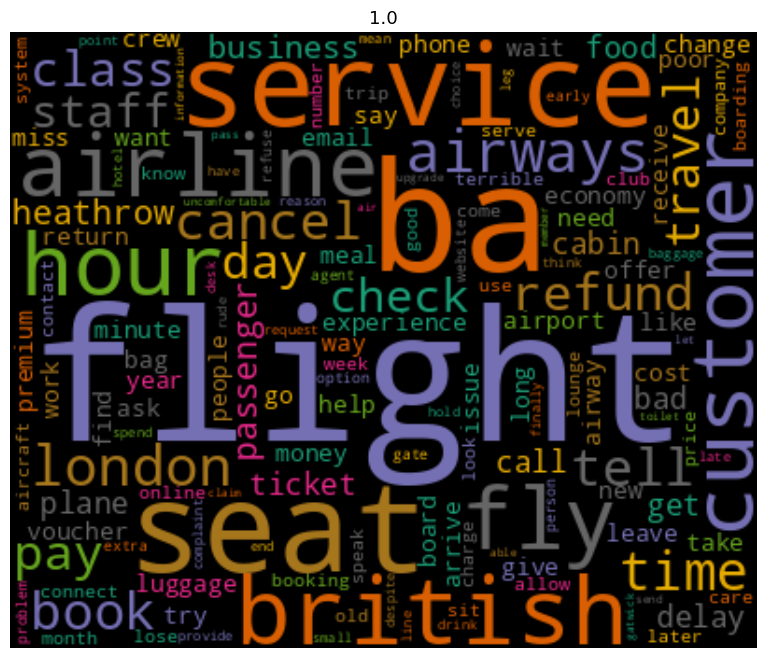 1.0
point crew business mean phone wait food change
system class service poor
information number trip choice leg early company boarding
staff say
miss want email serve airways travel
airline hotel know pass have refuse terrible club receive customer
upgrade
uncomfortable reason air economy
heathrow cancel ba good come member need
return cabin
hour day desk meal website think baggage
contact agent use offer
check refund
flight rude experience airport like let
minute request way
premium bag passenger week issue long lounge airway cost
year people option finally bad
work find ask go help hold toilet
spend price
aircraft london money look gate call tell late
online claim ticket new
plane seat fly person get
voucher complaint board arrive charge leave take
pay extra end speak able time
connect luggage booking give
problem book try british allow care
old despite line sit drink gatwick send delay
month lose provide small later